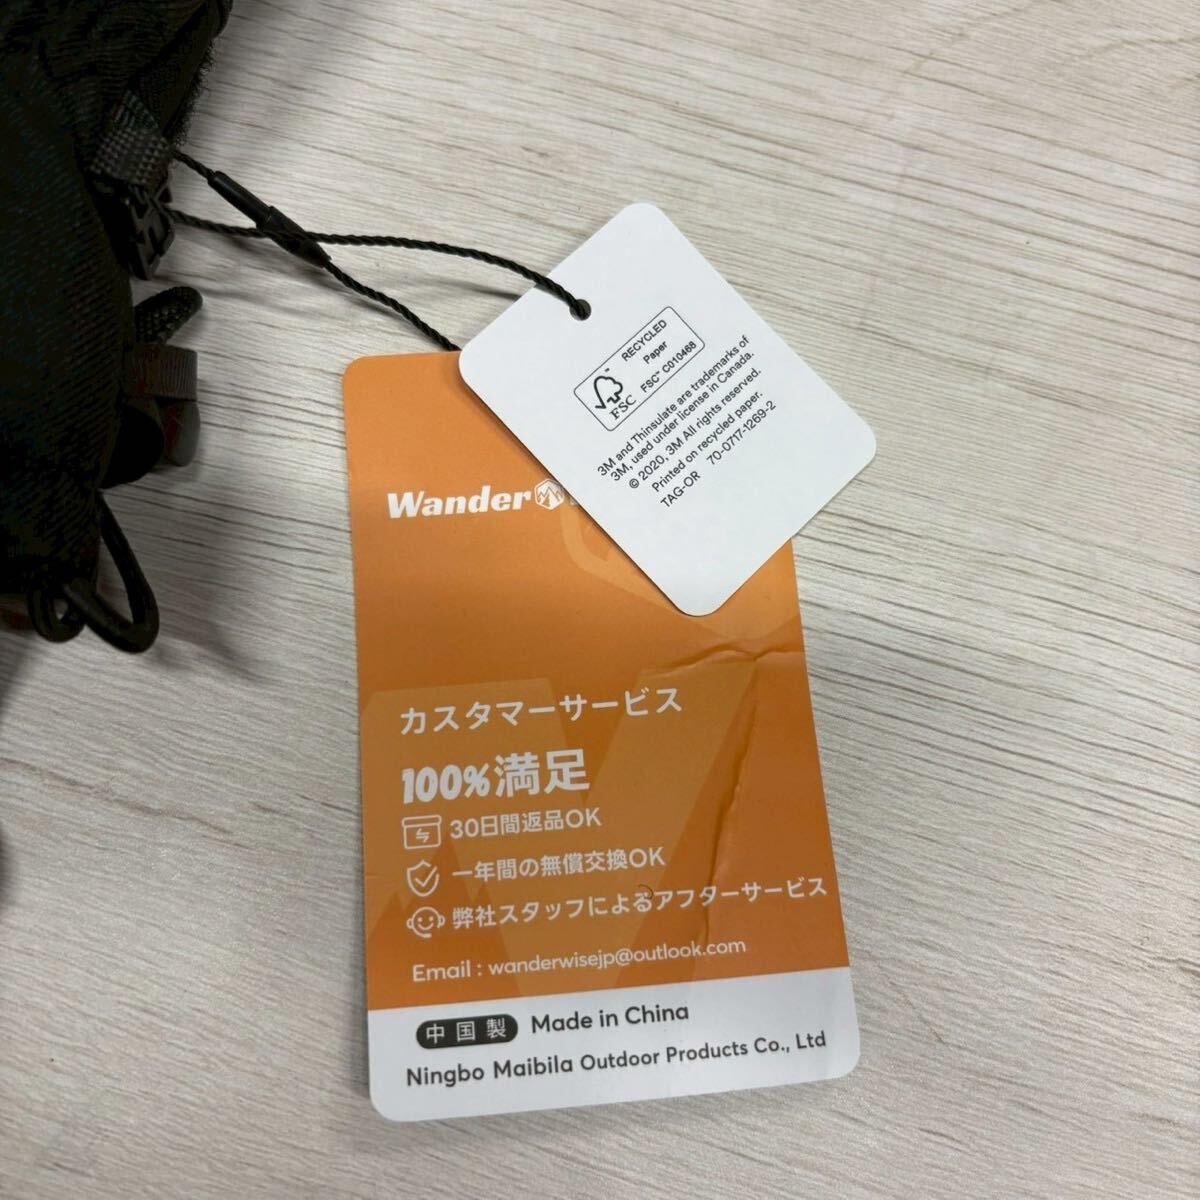 RECYCLED
Paper
FSC™ C010468
FSC
3M and Thinsulate are trademarks of
3M, used under license in Canada.
© 2020, 3M All rights reserved.
Printed on recycled paper.
TAG-OR 70-0717-1269-2
Wander
カスタマーサービス
100%満足
30日間返品OK
一年間の無償交換OK
弊社スタッフによるアフターサービス
Email : wanderwisejp@outlook.com
中国製 Made in China
Ningbo Maibila Outdoor Products Co., Ltd